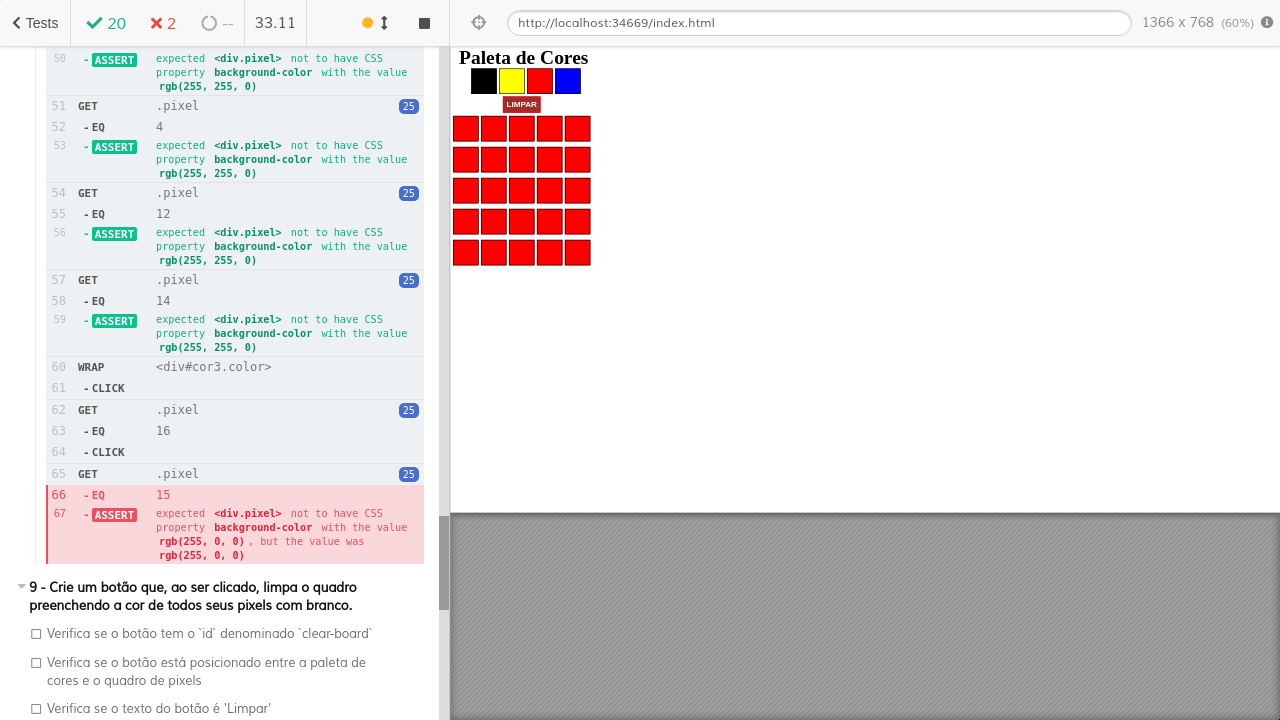 Tests
20
2
--
33.11
http://localhost:34669/index.html
1366 x 768 (60%)
50 - ASSERT expected <div.pixel> not to have CSS
property background-color with the value
rgb(255, 255, 0)
51 GET .pixel 25
52 - EQ 4
53 - ASSERT expected <div.pixel> not to have CSS
property background-color with the value
rgb(255, 255, 0)
54 GET .pixel 25
55 - EQ 12
56 - ASSERT expected <div.pixel> not to have CSS
property background-color with the value
rgb(255, 255, 0)
57 GET .pixel 25
58 - EQ 14
59 - ASSERT expected <div.pixel> not to have CSS
property background-color with the value
rgb(255, 255, 0)
60 WRAP <div#cor3.color>
61 - CLICK
62 GET .pixel 25
63 - EQ 16
64 - CLICK
65 GET .pixel 25
66 - EQ 15
67 - ASSERT expected <div.pixel> not to have CSS
property background-color with the value
rgb(255, 0, 0) , but the value was
rgb(255, 0, 0)
9 - Crie um botão que, ao ser clicado, limpa o quadro
preenchendo a cor de todos seus pixels com branco.
Verifica se o botão tem o `id` denominado `clear-board`
Verifica se o botão está posicionado entre a paleta de
cores e o quadro de pixels
Verifica se o texto do botão é 'Limpar'
Paleta de Cores
LIMPAR